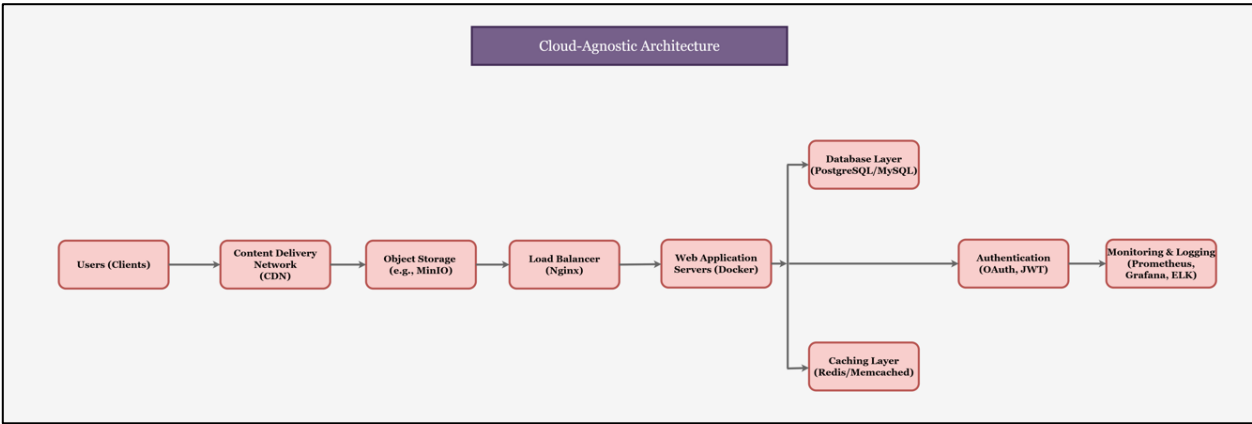 Cloud-Agnostic Architecture
Database Layer
(PostgreSQL/MySQL)
Users (Clients)
Content Delivery
Network
(CDN)
Object Storage
(e.g., MinIO)
Load Balancer
(Nginx)
Web Application
Servers (Docker)
Authentication
(OAuth, JWT)
Monitoring & Logging
(Prometheus,
Grafana, ELK)
Caching Layer
(Redis/Memcached)